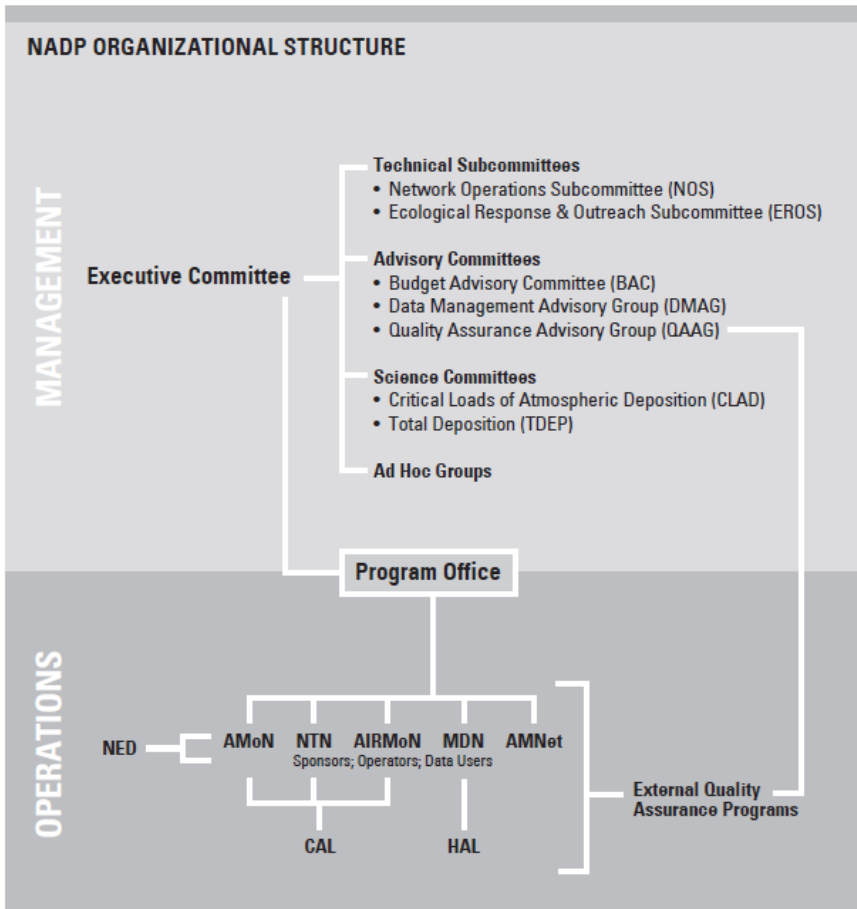 NADP ORGANIZATIONAL STRUCTURE
MANAGEMENT
Executive Committee
Technical Subcommittees
• Network Operations Subcommittee (NOS)
• Ecological Response & Outreach Subcommittee (EROS)
Advisory Committees
• Budget Advisory Committee (BAC)
• Data Management Advisory Group (DMAG)
• Quality Assurance Advisory Group (QAAG)
Science Committees
• Critical Loads of Atmospheric Deposition (CLAD)
• Total Deposition (TDEP)
Ad Hoc Groups
Program Office
OPERATIONS
NED
AMoN NTN AIRMoN MDN AMNet
Sponsors; Operators; Data Users
CAL HAL
External Quality
Assurance Programs